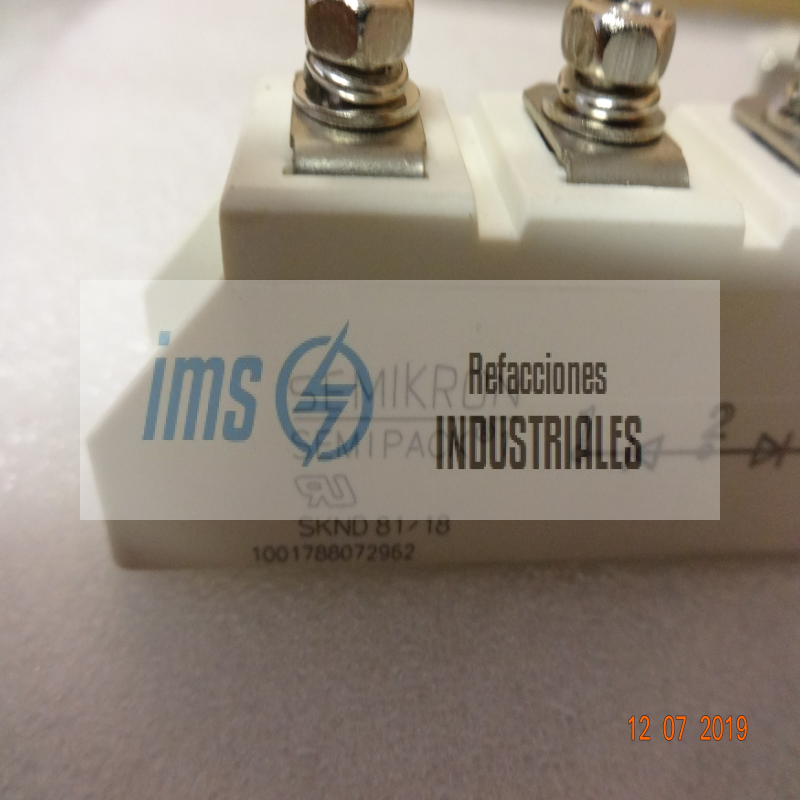 ims
Refacciones
INDUSTRIALES
SEMIKRON
SEMIPACK
SKND 81/18
1001788072962
1
2
12 07 2019